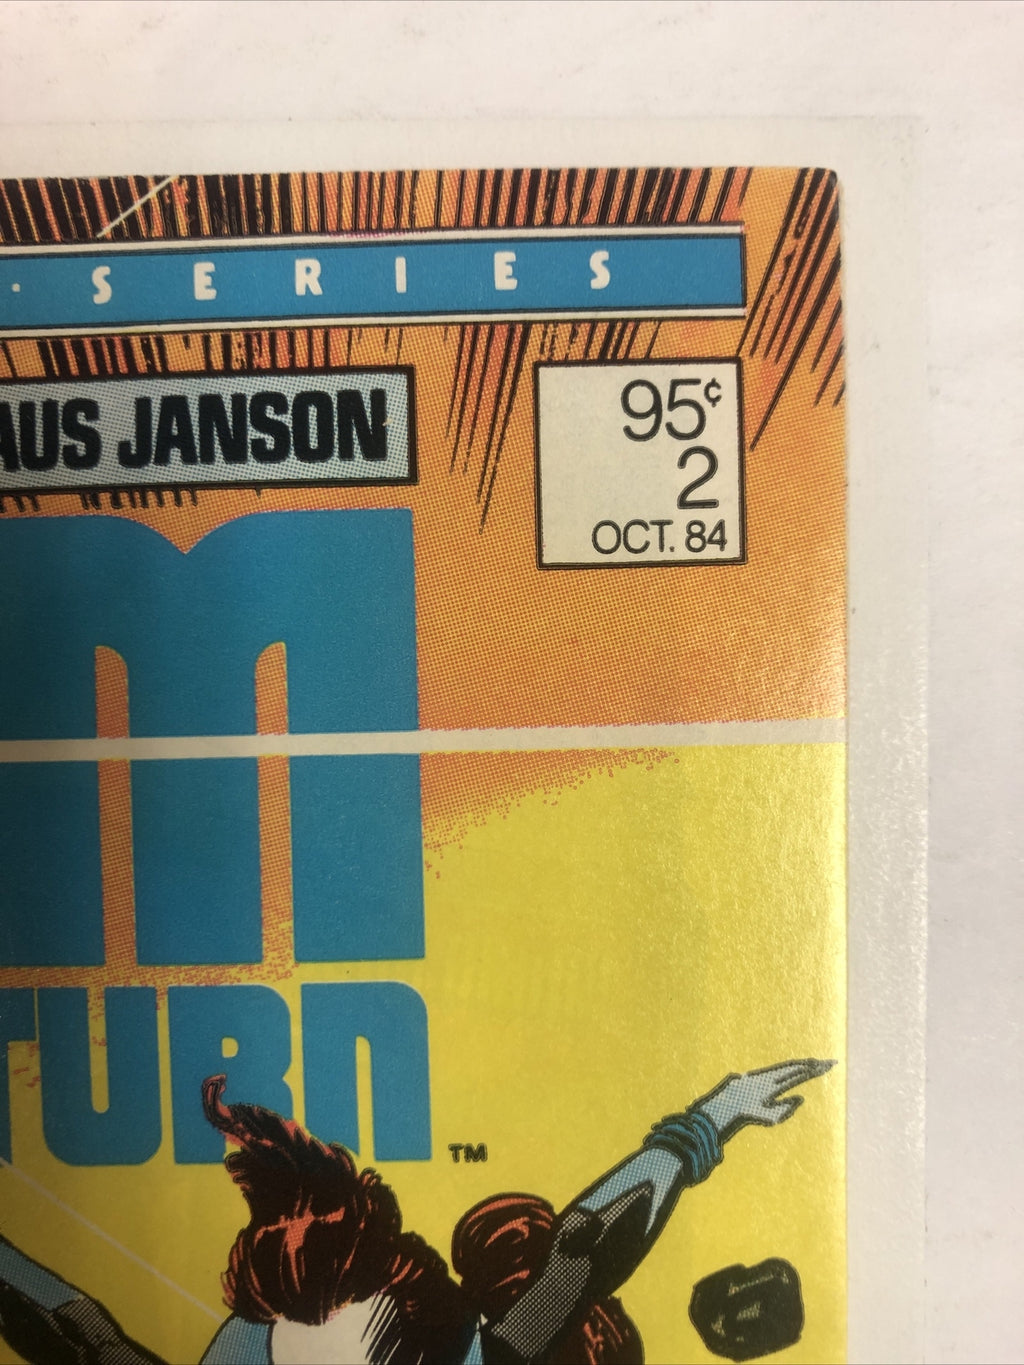 · SERIES
AUS JANSON
95¢
2
OCT. 84
M
TURN ™